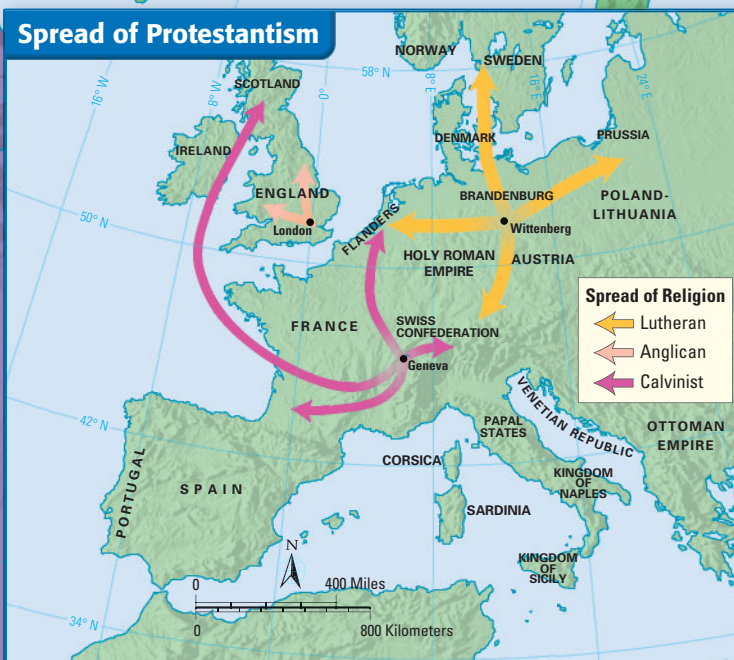 Spread of Protestantism
NORWAY
SWEDEN
SCOTLAND
58° N
16° W
8° W
0°
8° E
16° E
24° E
DENMARK
PRUSSIA
IRELAND
ENGLAND
BRANDENBURG
POLAND-
LITHUANIA
50° N
London
FLANDERS
Wittenberg
HOLY ROMAN
EMPIRE
AUSTRIA
Spread of Religion
Lutheran
Anglican
Calvinist
FRANCE
SWISS
CONFEDERATION
Geneva
VENETIAN REPUBLIC
42° N
PAPAL
STATES
OTTOMAN
EMPIRE
PORTUGAL
SPAIN
CORSICA
KINGDOM
OF
NAPLES
SARDINIA
N
KINGDOM
OF
SICILY
0 400 Miles
0 800 Kilometers
34° N